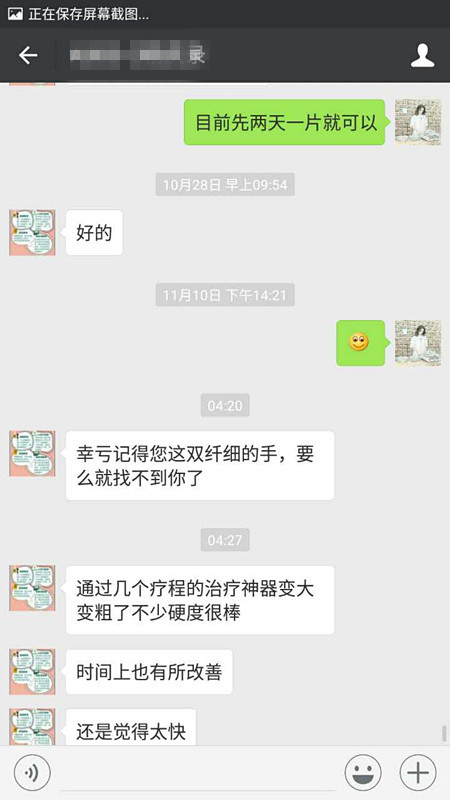 正在保存屏幕截图...
录
目前先两天一片就可以
10月28日 早上09:54
好的
11月10日 下午14:21
04:20
幸亏记得您这双纤细的手，要
么就找不到你了
04:27
通过几个疗程的治疗神器变大
变粗了不少硬度很棒
时间上也有所改善
还是觉得太快